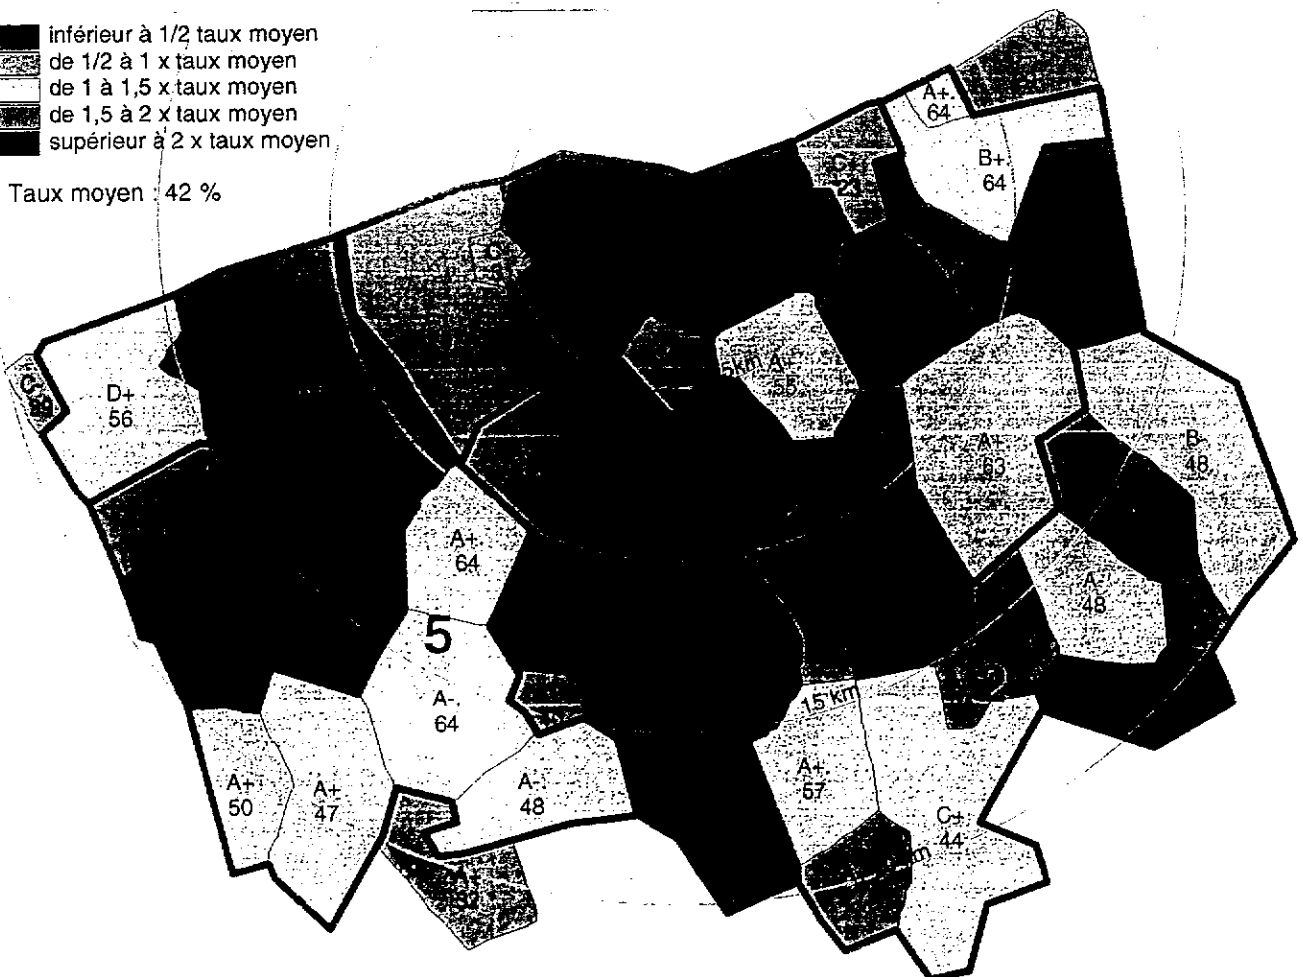 inférieur à 1/2 taux moyen
de 1/2 à 1 x taux moyen
de 1 à 1,5 x taux moyen
de 1,5 à 2 x taux moyen
supérieur à 2 x taux moyen
Taux moyen : 42 %
A+.
64
B+.
64
D+
56
5km
A+.
63.
B-
48.
A+.
64
5
A-
48
A-.
64
15 km
A+
50
A+
47
A-.
48
A+.
57
C+.
44
km